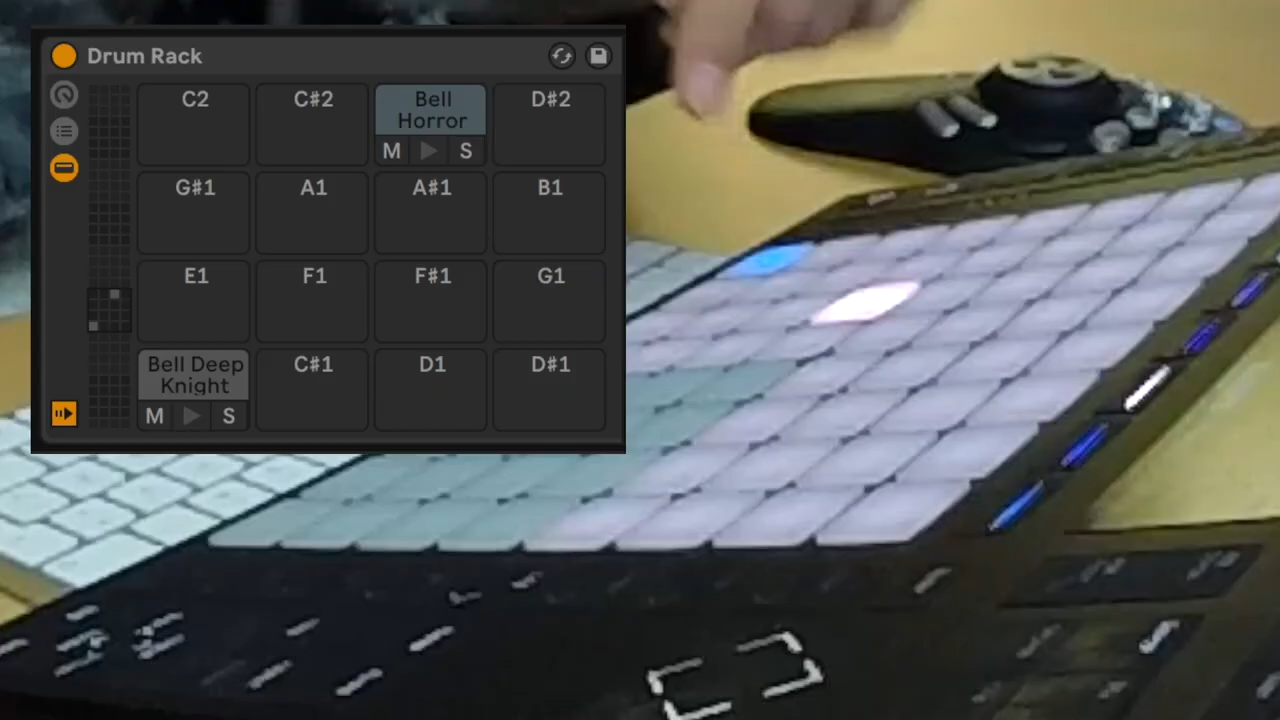 Drum Rack
C2
C#2
Bell
Horror
D#2
M
S
G#1
A1
A#1
B1
E1
F1
F#1
G1
Bell Deep
Knight
C#1
D1
D#1
M
S